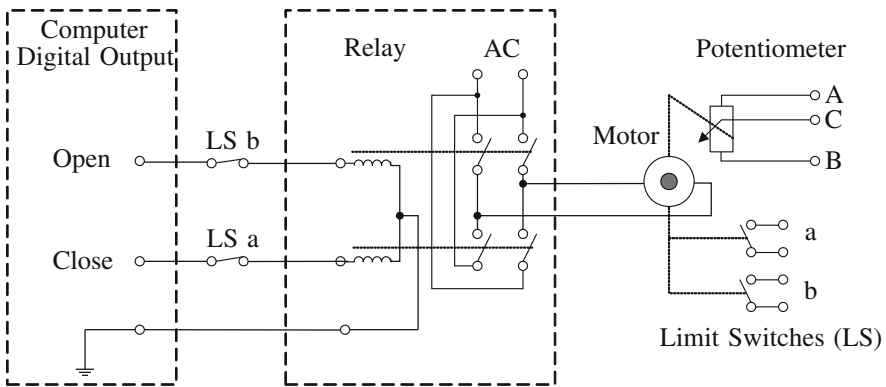 Computer
Digital Output
Relay
AC
Potentiometer
A
C
B
LS b
Motor
Open
LS a
Close
a
b
Limit Switches (LS)